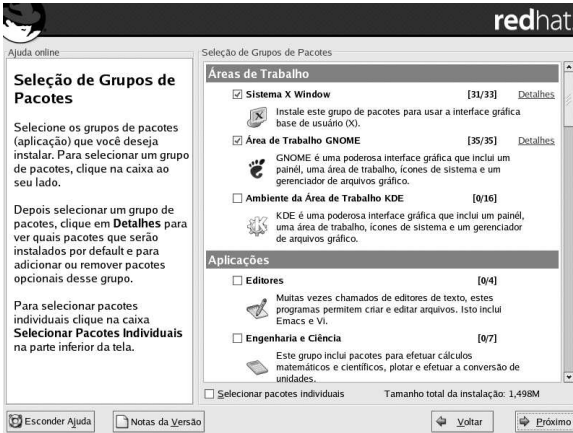 redhat
Ajuda online
Seleção de Grupos de
Pacotes
Selecione os grupos de pacotes
(aplicação) que você deseja
instalar. Para selecionar um grupo
de pacotes, clique na caixa ao
seu lado.
Depois selecionar um grupo de
pacotes, clique em Detalhes para
ver quais pacotes que serão
instalados por default e para
adicionar ou remover pacotes
opcionais desse grupo.
Para selecionar pacotes
individuais clique na caixa
Selecionar Pacotes Individuais
na parte inferior da tela.
Seleção de Grupos de Pacotes
Áreas de Trabalho
Sistema X Window [31/33] Detalhes
Instale este grupo de pacotes para usar a interface gráfica
base de usuário (X).
Área de Trabalho GNOME [35/35] Detalhes
GNOME é uma poderosa interface gráfica que inclui um
painél, uma área de trabalho, ícones de sistema e um
gerenciador de arquivos gráfico.
Ambiente da Área de Trabalho KDE [0/16]
KDE é uma poderosa interface gráfica que inclui um painél,
uma área de trabalho, ícones de sistema e um gerenciador
de arquivos gráfico.
Aplicações
Editores [0/4]
Muitas vezes chamados de editores de texto, estes
programas permitem criar e editar arquivos. Isto inclui
Emacs e Vi.
Engenharia e Ciência [0/7]
Este grupo inclui pacotes para efetuar cálculos
matemáticos e científicos, plotar e efetuar a conversão de
unidades.
Selecionar pacotes individuais Tamanho total da instalação: 1,498M
Esconder Ajuda Notas da Versão Voltar Próximo